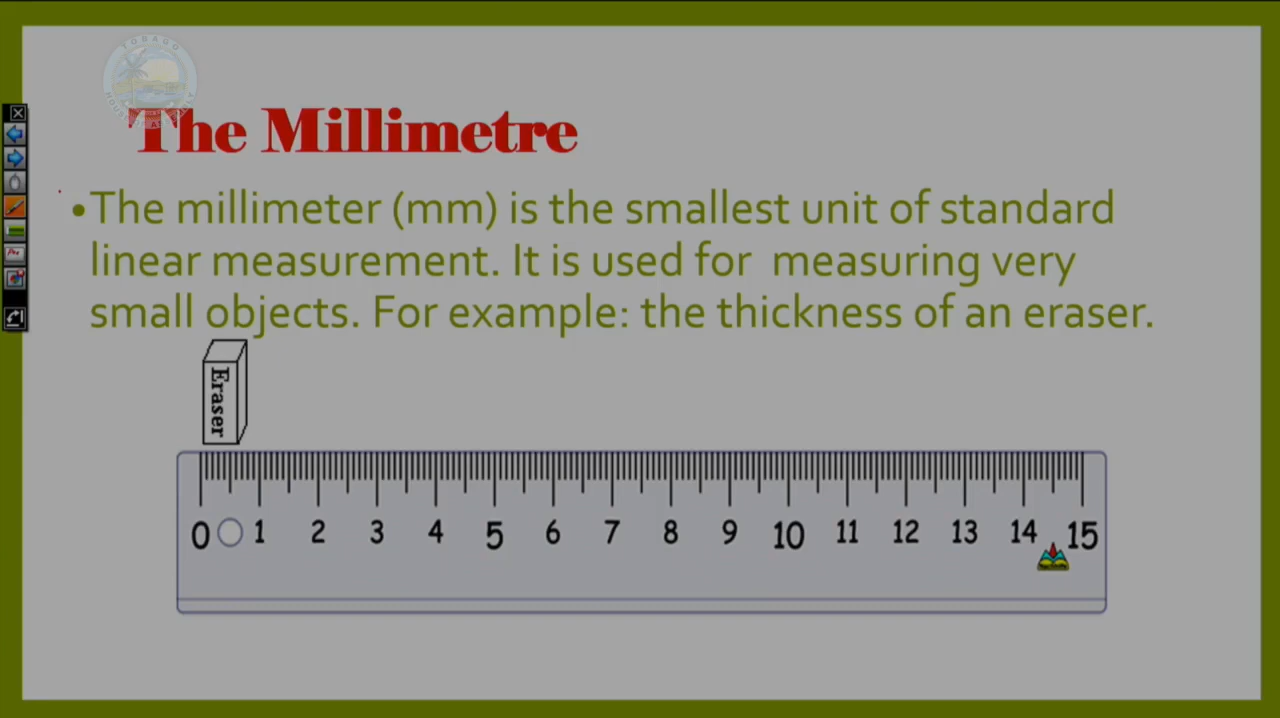 TOBAGO
The Millimetre
•The millimeter (mm) is the smallest unit of standard
linear measurement. It is used for measuring very
small objects. For example: the thickness of an eraser.
Eraser
0 1 2 3 4 5 6 7 8 9 10 11 12 13 14 15